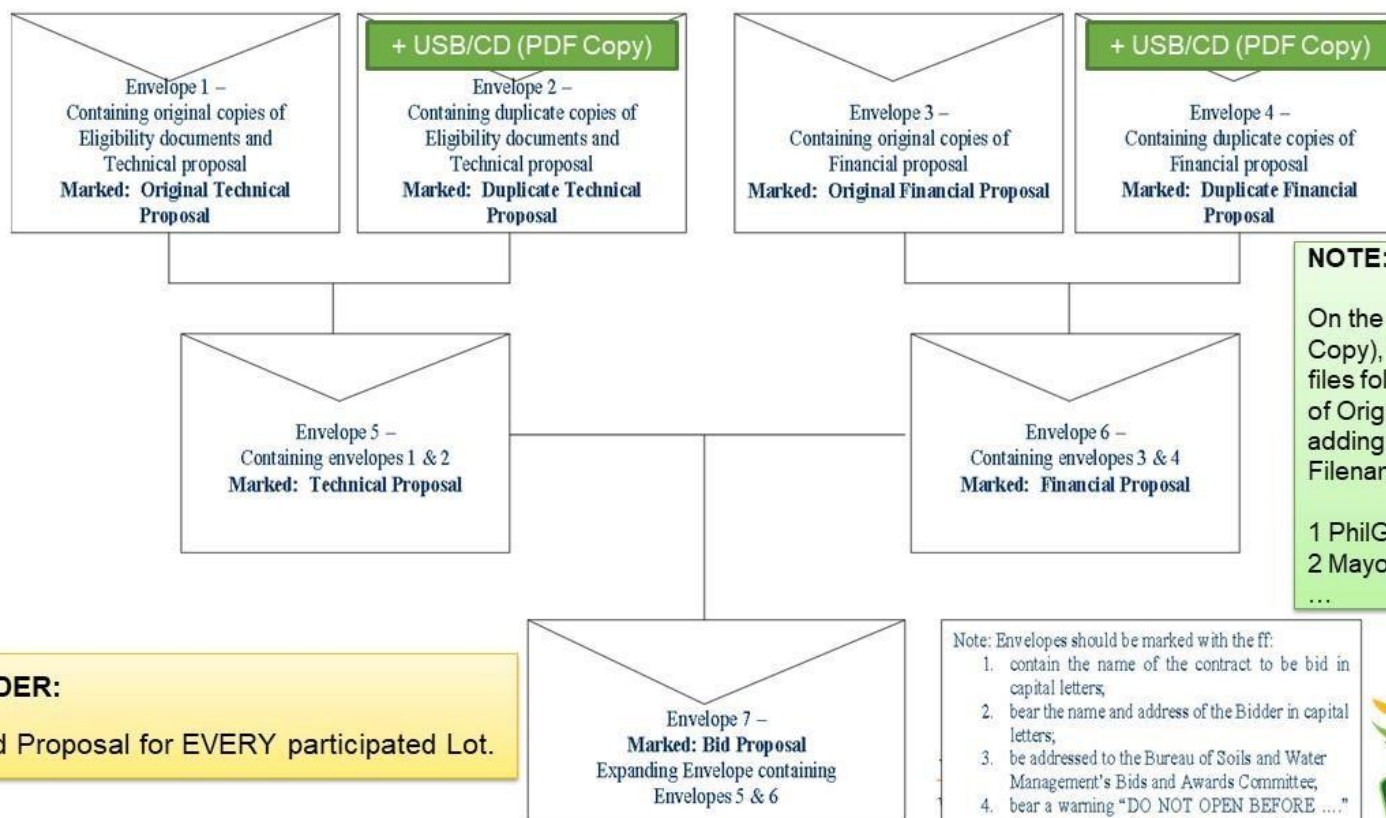 + USB/CD (PDF Copy)
Envelope 1 –
Containing original copies of
Eligibility documents and
Technical proposal
Marked: Original Technical
Proposal
Envelope 2 –
Containing duplicate copies of
Eligibility documents and
Technical proposal
Marked: Duplicate Technical
Proposal
+ USB/CD (PDF Copy)
Envelope 3 –
Containing original copies of
Financial proposal
Marked: Original Financial Proposal
Envelope 4 –
Containing duplicate copies of
Financial proposal
Marked: Duplicate Financial
Proposal
NOTE:
On the
Copy),
files fol
of Orig
adding
Filenar
1 PhilG
2 Mayo
...
Envelope 5 –
Containing envelopes 1 & 2
Marked: Technical Proposal
Envelope 6 –
Containing envelopes 3 & 4
Marked: Financial Proposal
DER:
d Proposal for EVERY participated Lot.
Envelope 7 –
Marked: Bid Proposal
Expanding Envelope containing
Envelopes 5 & 6
Note: Envelopes should be marked with the ff:
1. contain the name of the contract to be bid in
capital letters;
2. bear the name and address of the Bidder in capital
letters;
3. be addressed to the Bureau of Soils and Water
Management's Bids and Awards Committee;
4. bear a warning "DO NOT OPEN BEFORE …."